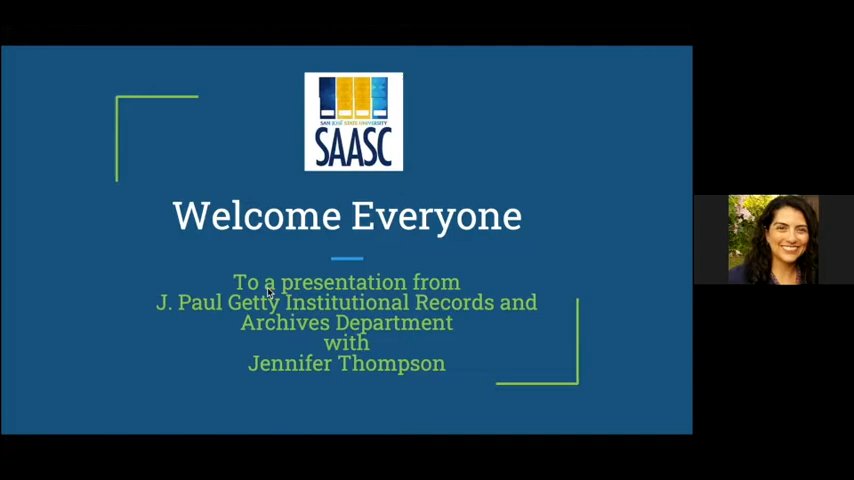 SAN JOSÉ STATE UNIVERSITY
SAASC
Welcome Everyone
To a presentation from
J. Paul Getty Institutional Records and
Archives Department
with
Jennifer Thompson